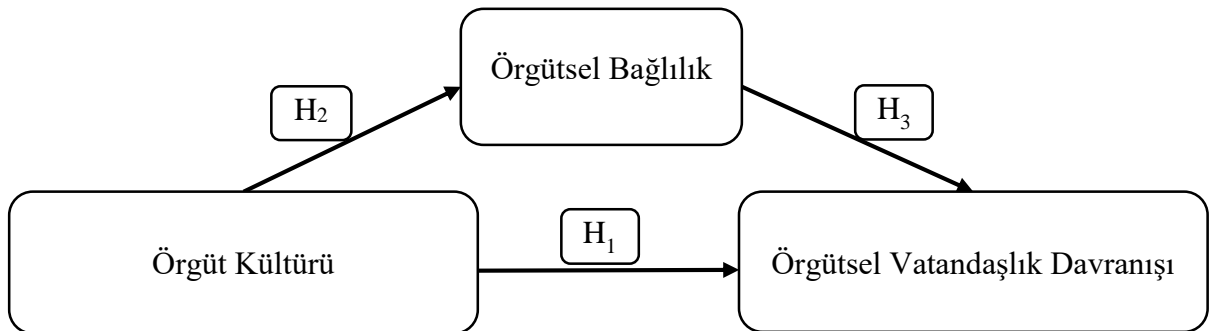 Örgütsel Bağlılık
H2
H3
Örgüt Kültürü
H1
Örgütsel Vatandaşlık Davranışı